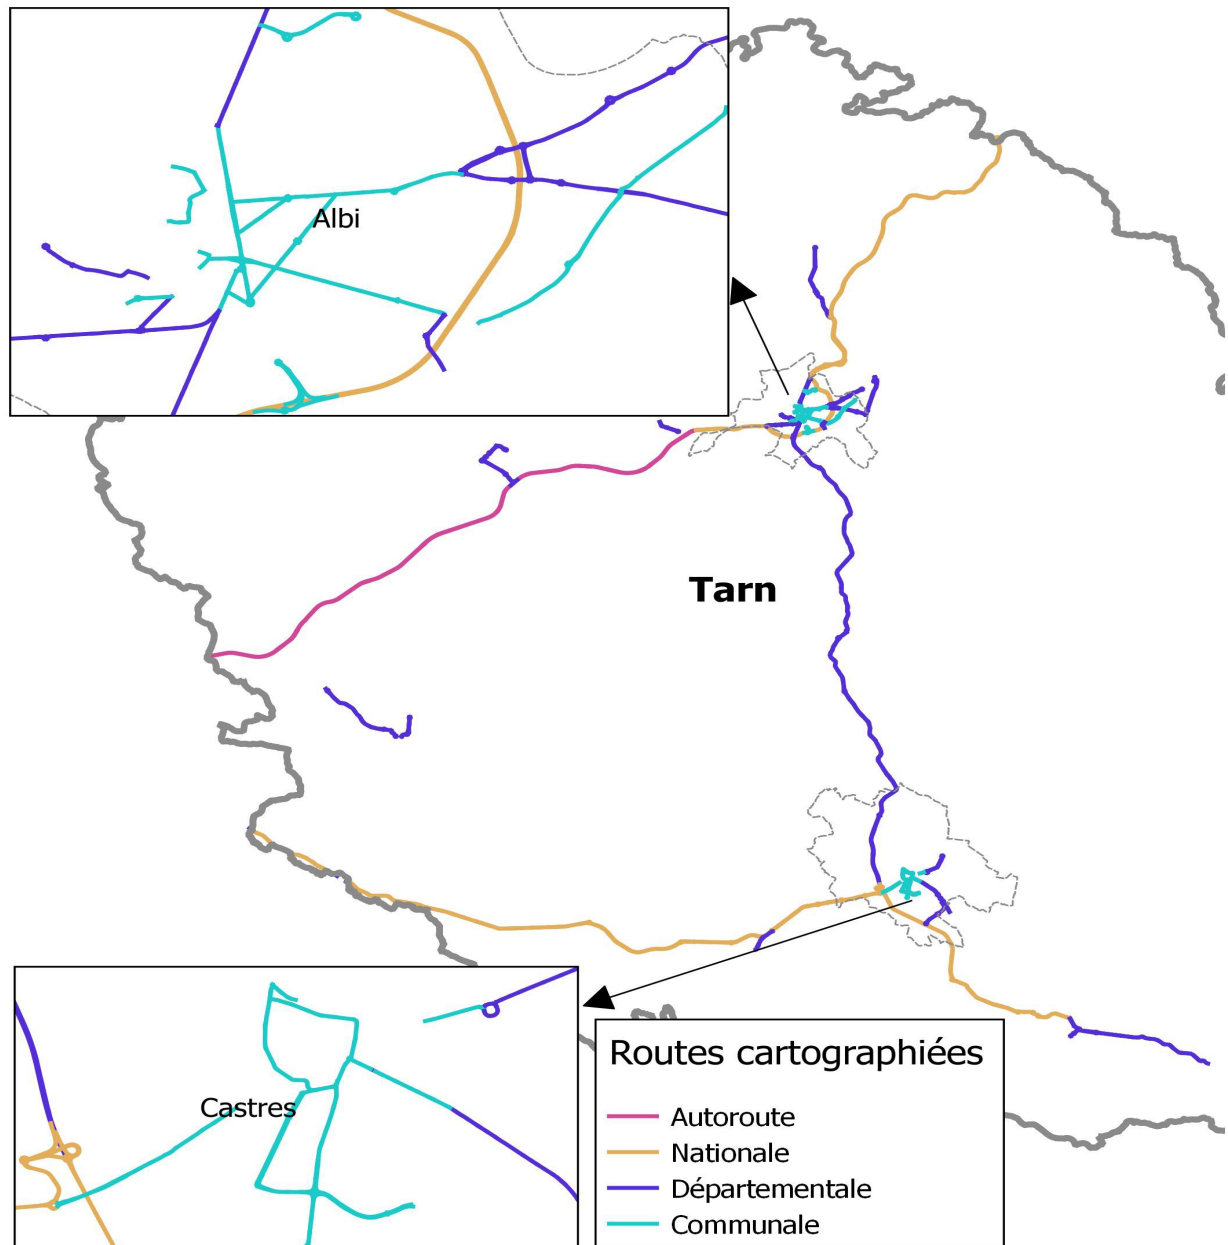 Albi
Tarn
Castres
Routes cartographiées
Autoroute
Nationale
Départementale
Communale